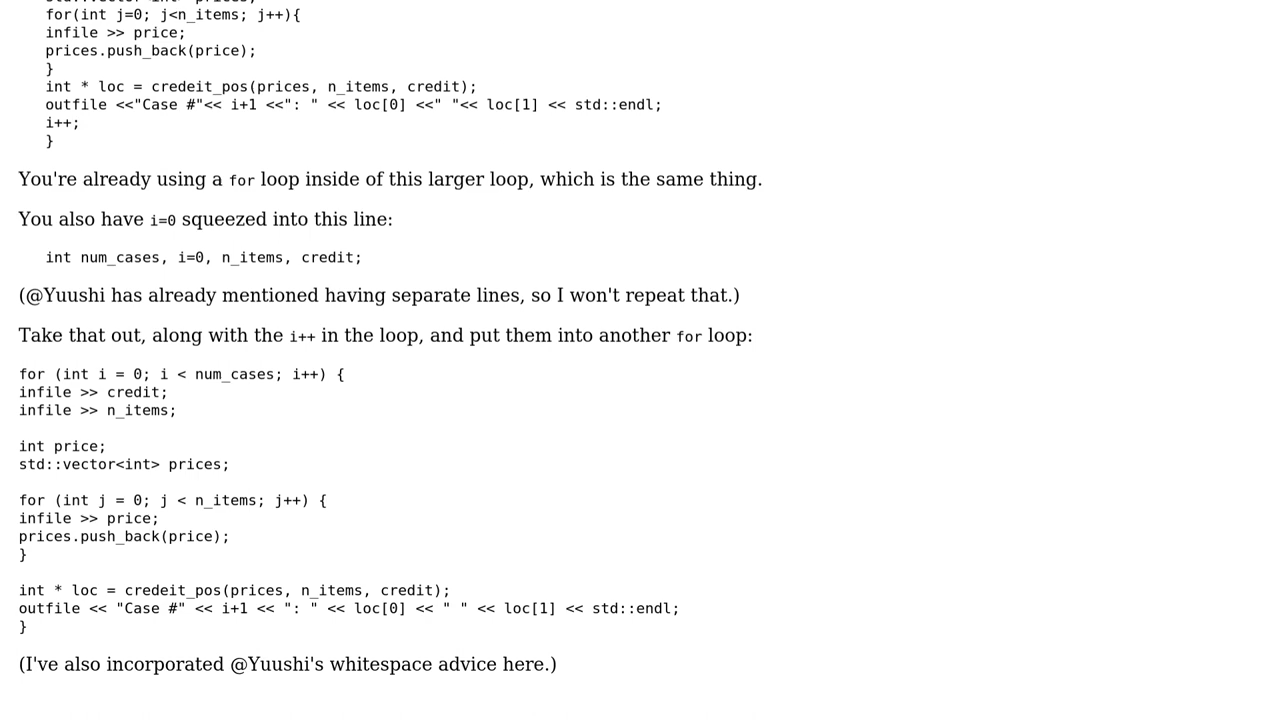 for(int j=0; j<n_items; j++){
infile >> price;
prices.push_back(price);
}
int * loc = credeit_pos(prices, n_items, credit);
outfile <<"Case #"<< i+1 <<": " << loc[0] <<" "<< loc[1] << std::endl;
i++;
}
You're already using a for loop inside of this larger loop, which is the same thing.
You also have i=0 squeezed into this line:
int num_cases, i=0, n_items, credit;
(@Yuushi has already mentioned having separate lines, so I won't repeat that.)
Take that out, along with the i++ in the loop, and put them into another for loop:
for (int i = 0; i < num_cases; i++) {
infile >> credit;
infile >> n_items;
int price;
std::vector<int> prices;
for (int j = 0; j < n_items; j++) {
infile >> price;
prices.push_back(price);
}
int * loc = credeit_pos(prices, n_items, credit);
outfile << "Case #" << i+1 << ": " << loc[0] << " " << loc[1] << std::endl;
}
(I've also incorporated @Yuushi's whitespace advice here.)